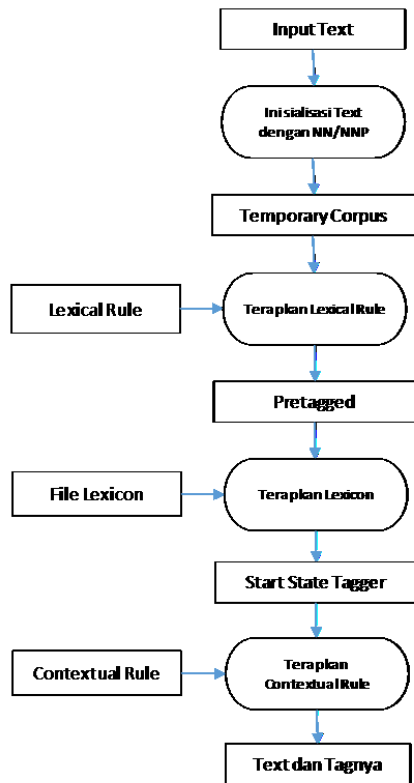 Input Text
Inisialisasi Text
dengan NN/NNP
Temporary Corpus
Lexical Rule
Terapkan Lexical Rule
Pretagged
File Lexicon
Terapkan Lexicon
Start State Tagger
Contextual Rule
Terapkan
Contextual Rule
Text dan Tagnya